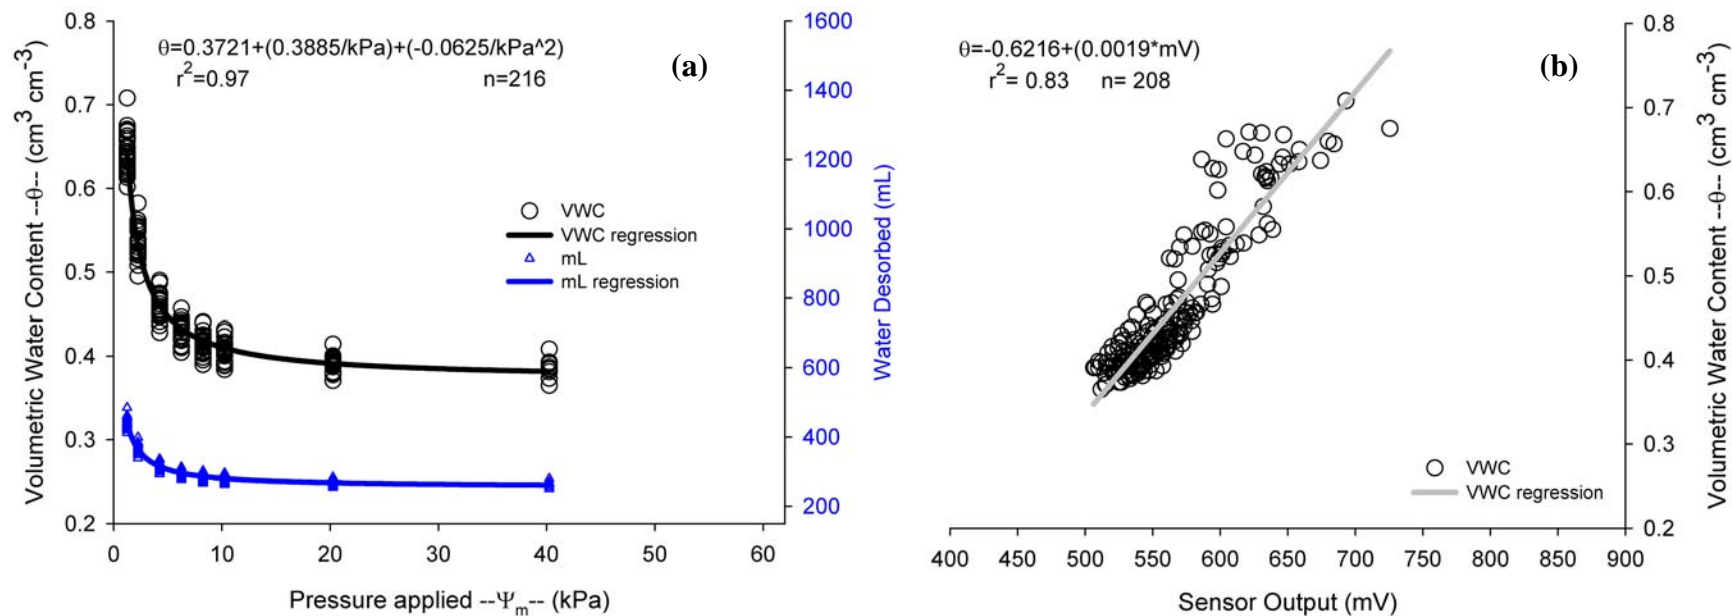 θ=0.3721+(0.3885/kPa)+(-0.0625/kPa^2)
r²=0.97 n=216
(a)
Volumetric Water Content --θ-- (cm³ cm⁻³)
0.8
0.7
0.6
0.5
0.4
0.3
0.2
VWC
VWC regression
mL
mL regression
1600
1400
1200
1000
800
600
400
200
Water Desorbed (mL)
0 10 20 30 40 50 60
Pressure applied --Ψm-- (kPa)
θ=-0.6216+(0.0019*mV)
r²= 0.83 n= 208
(b)
VWC
VWC regression
0.8
0.7
0.6
0.5
0.4
0.3
0.2
Volumetric Water Content --θ-- (cm³ cm⁻³)
400 450 500 550 600 650 700 750 800 850 900
Sensor Output (mV)